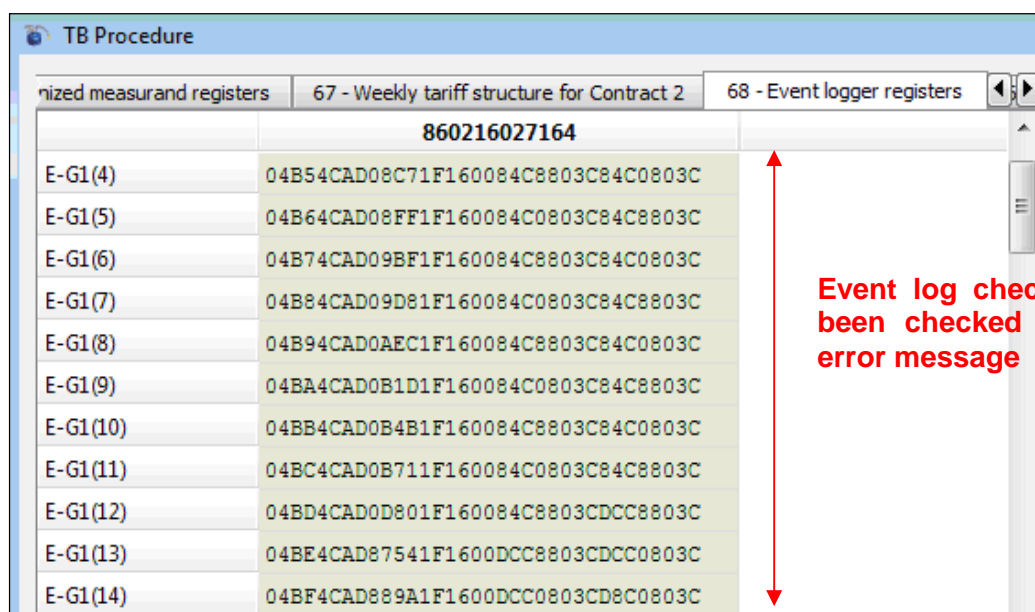 TB Procedure
nized measurand registers 67 - Weekly tariff structure for Contract 2 68 - Event logger registers
860216027164
E-G1(4) 04B54CAD08C71F160084C8803C84C0803C
E-G1(5) 04B64CAD08FF1F160084C0803C84C8803C
E-G1(6) 04B74CAD09BF1F160084C8803C84C0803C
E-G1(7) 04B84CAD09D81F160084C0803C84C8803C
E-G1(8) 04B94CAD0AEC1F160084C8803C84C0803C
E-G1(9) 04BA4CAD0B1D1F160084C0803C84C8803C
E-G1(10) 04BB4CAD0B4B1F160084C8803C84C0803C
E-G1(11) 04BC4CAD0B711F160084C0803C84C8803C
E-G1(12) 04BD4CAD0D801F160084C8803CDCC8803C
E-G1(13) 04BE4CAD87541F1600DCC8803CDCC0803C
E-G1(14) 04BF4CAD889A1F1600DCC0803CD8C0803C
Event log chec
been checked
error message